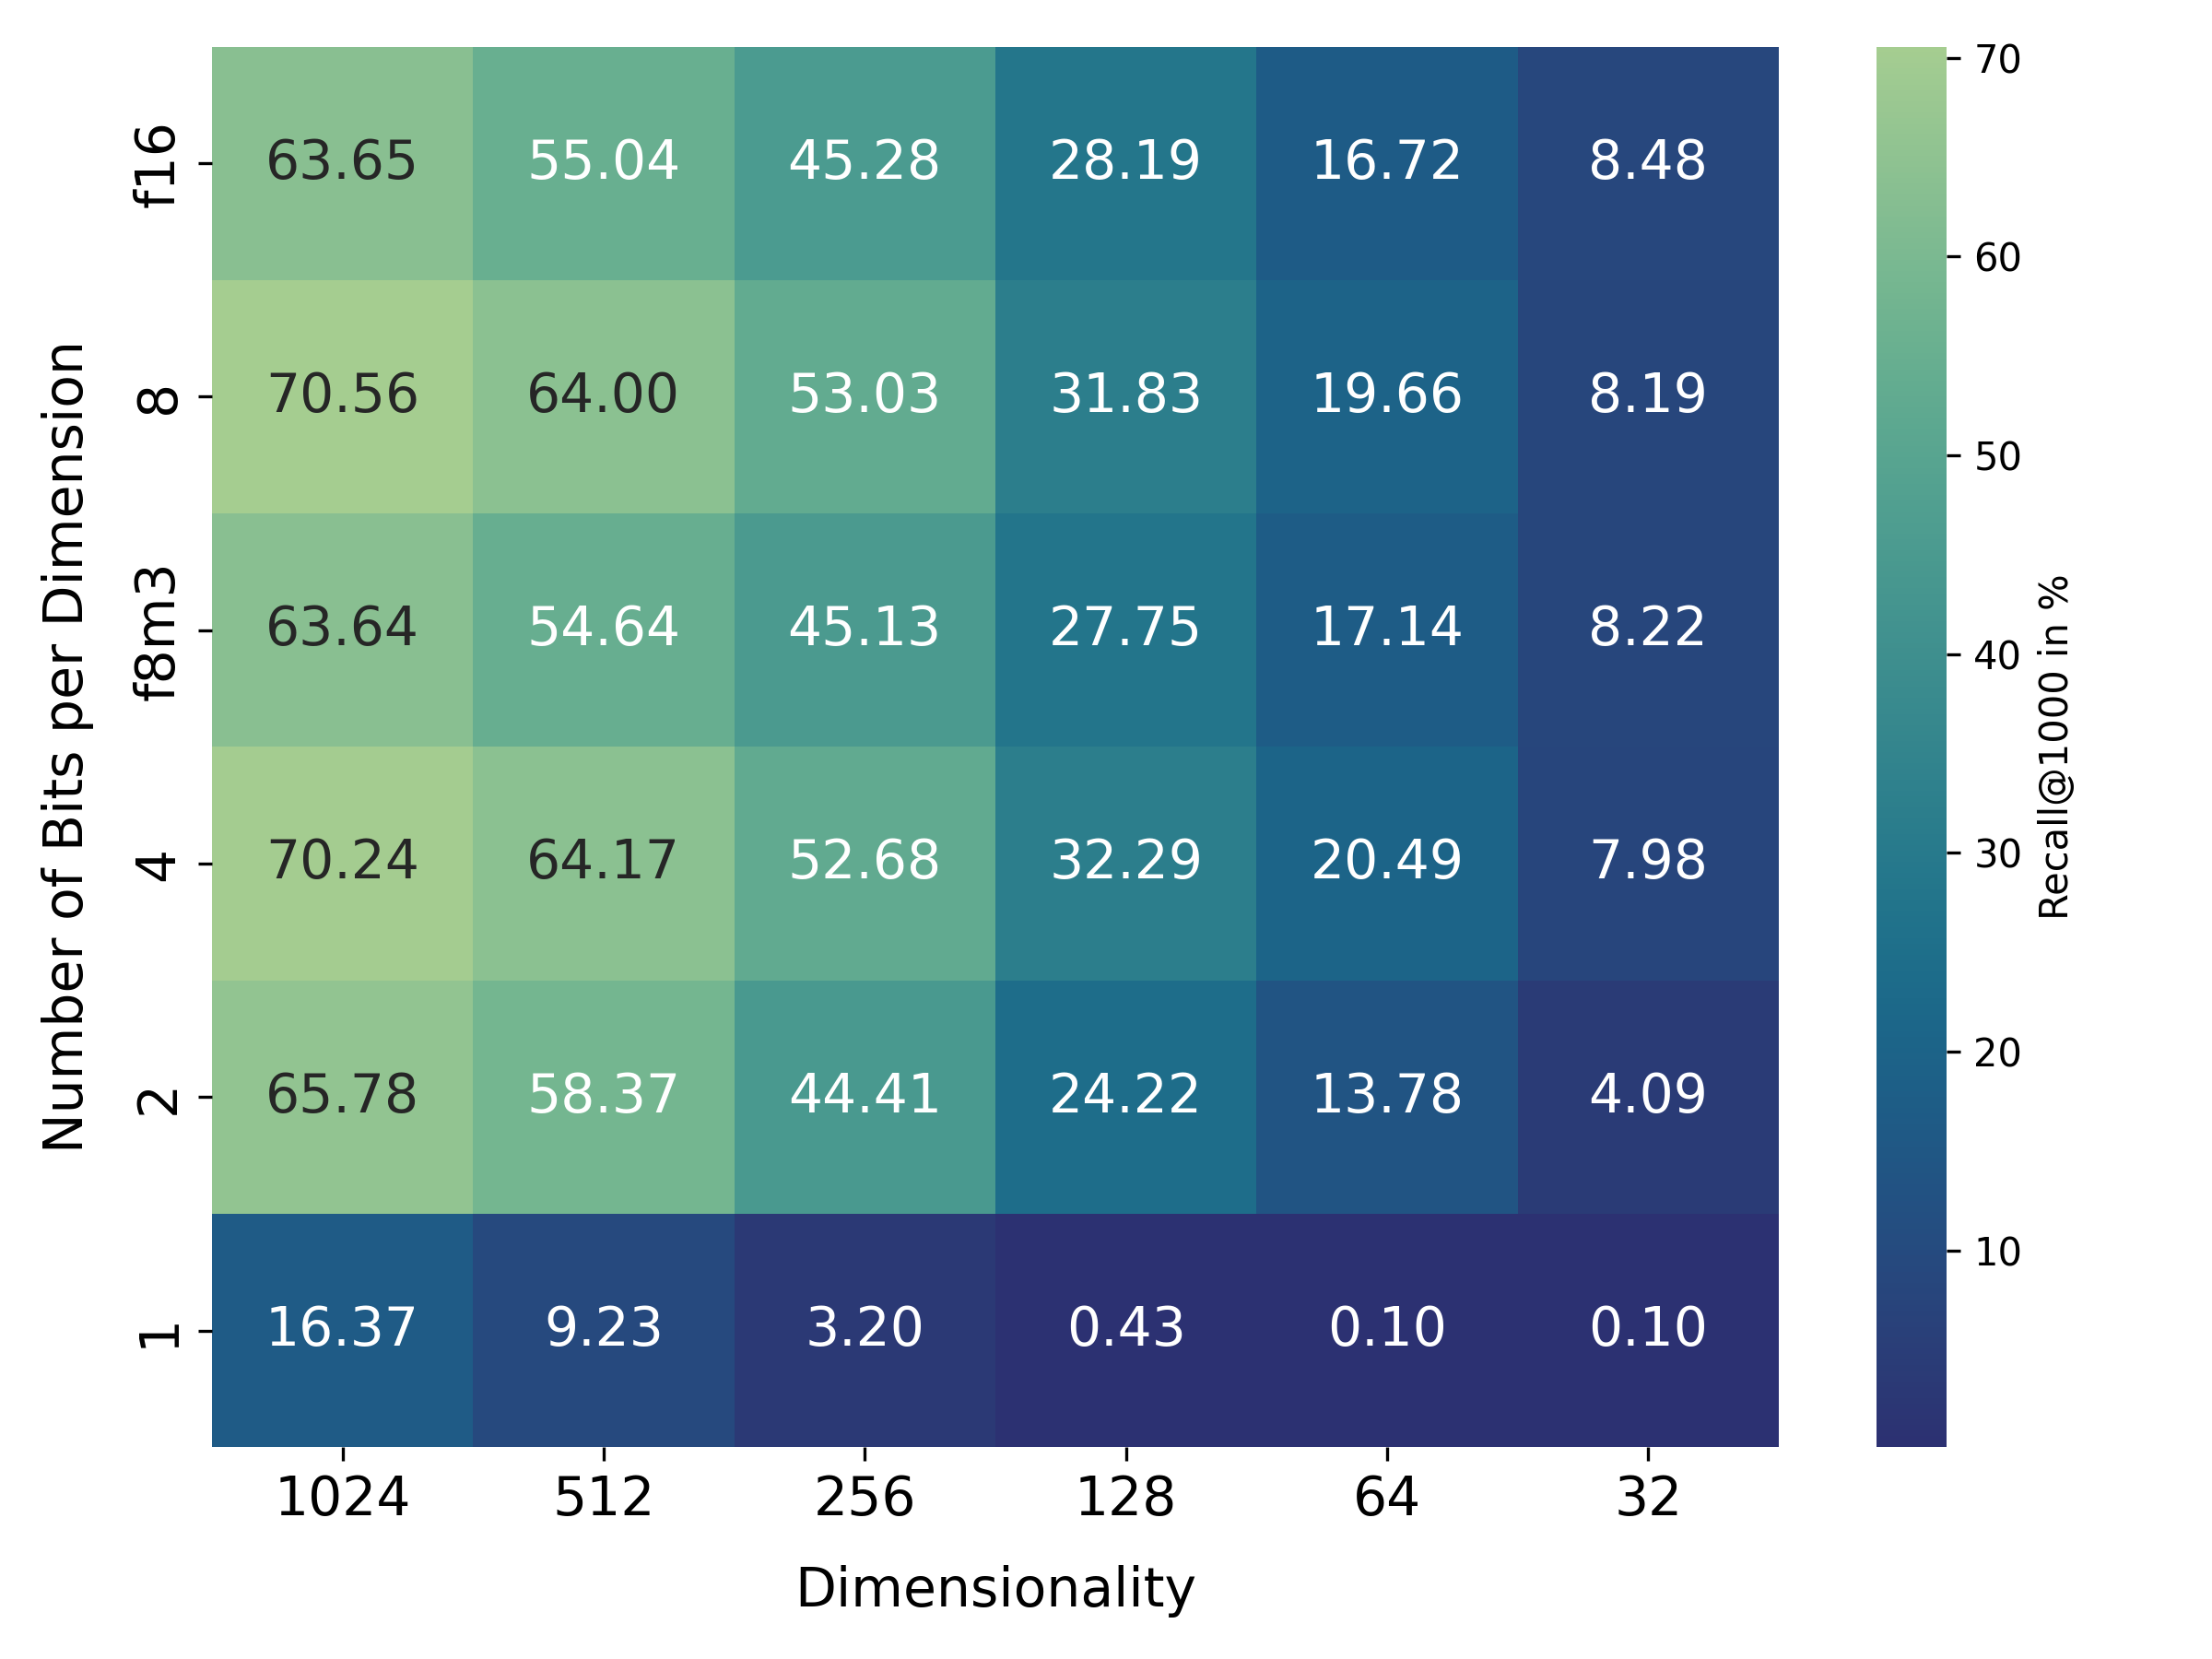 Number of Bits per Dimension
f16 63.65 55.04 45.28 28.19 16.72 8.48
8 70.56 64.00 53.03 31.83 19.66 8.19
f8m3 63.64 54.64 45.13 27.75 17.14 8.22
4 70.24 64.17 52.68 32.29 20.49 7.98
2 65.78 58.37 44.41 24.22 13.78 4.09
1 16.37 9.23 3.20 0.43 0.10 0.10
1024 512 256 128 64 32
Dimensionality
70
60
50
40
30
20
10
Recall@1000 in %